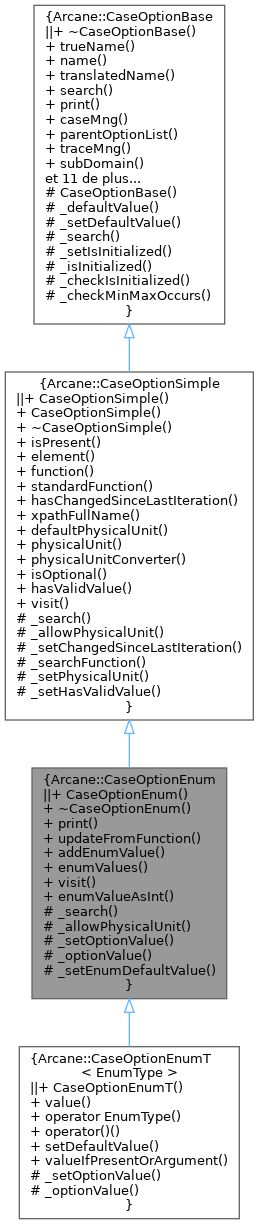 {Arcane::CaseOptionBase
||+ ~CaseOptionBase()
+ trueName()
+ name()
+ translatedName()
+ search()
+ print()
+ caseMng()
+ parentOptionList()
+ traceMng()
+ subDomain()
et 11 de plus...
# CaseOptionBase()
# _defaultValue()
# _setDefaultValue()
# _search()
# _setIsInitialized()
# _isInitialized()
# _checkIsInitialized()
# _checkMinMaxOccurs()
}
{Arcane::CaseOptionSimple
||+ CaseOptionSimple()
+ CaseOptionSimple()
+ ~CaseOptionSimple()
+ isPresent()
+ element()
+ function()
+ standardFunction()
+ hasChangedSinceLastIteration()
+ xpathFullName()
+ defaultPhysicalUnit()
+ physicalUnit()
+ physicalUnitConverter()
+ isOptional()
+ hasValidValue()
+ visit()
# _search()
# _allowPhysicalUnit()
# _setChangedSinceLastIteration()
# _searchFunction()
# _setPhysicalUnit()
# _setHasValidValue()
}
{Arcane::CaseOptionEnum
||+ CaseOptionEnum()
+ ~CaseOptionEnum()
+ print()
+ updateFromFunction()
+ addEnumValue()
+ enumValues()
+ visit()
+ enumValueAsInt()
# _search()
# _allowPhysicalUnit()
# _setOptionValue()
# _optionValue()
# _setEnumDefaultValue()
}
{Arcane::CaseOptionEnumT
< EnumType >
||+ CaseOptionEnumT()
+ value()
+ operator EnumType()
+ operator()()
+ setDefaultValue()
+ valueIfPresentOrArgument()
# _setOptionValue()
# _optionValue()
}